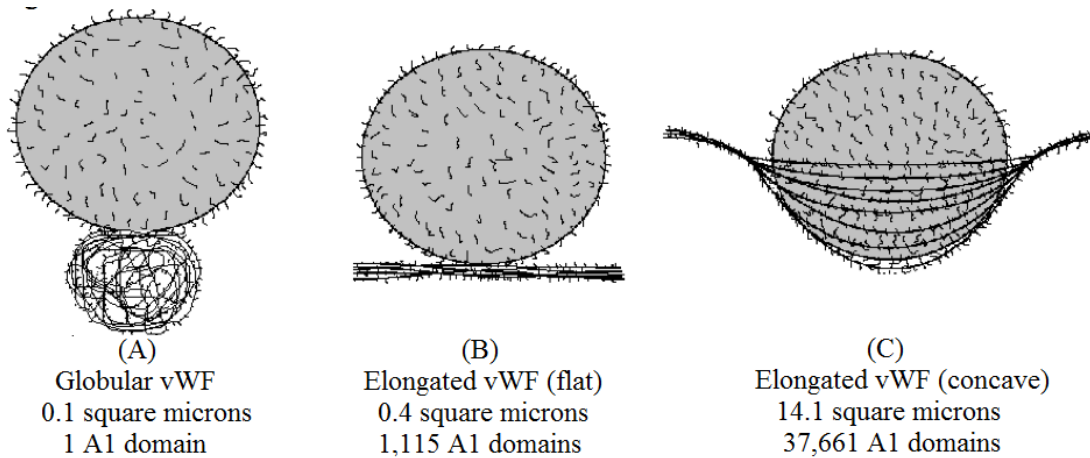 (A)
Globular vWF
0.1 square microns
1 A1 domain
(B)
Elongated vWF (flat)
0.4 square microns
1,115 A1 domains
(C)
Elongated vWF (concave)
14.1 square microns
37,661 A1 domains